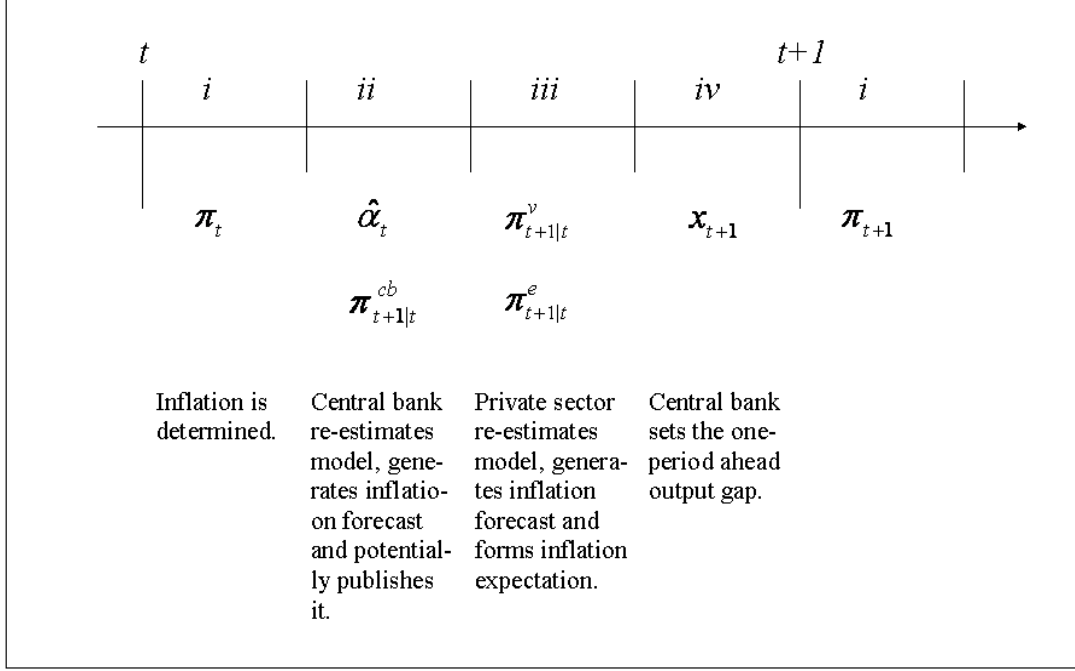 t t+1
i ii iii iv i
π_t α̂_t π^v_{t+1|t} x_{t+1} π_{t+1}
π^{cb}_{t+1|t} π^e_{t+1|t}
Inflation is
determined.
Central bank
re-estimates
model, gene-
rates inflatio-
on forecast
and potential-
ly publishes
it.
Private sector
re-estimates
model, genera-
tes inflation
forecast and
forms inflation
expectation.
Central bank
sets the one-
period ahead
output gap.